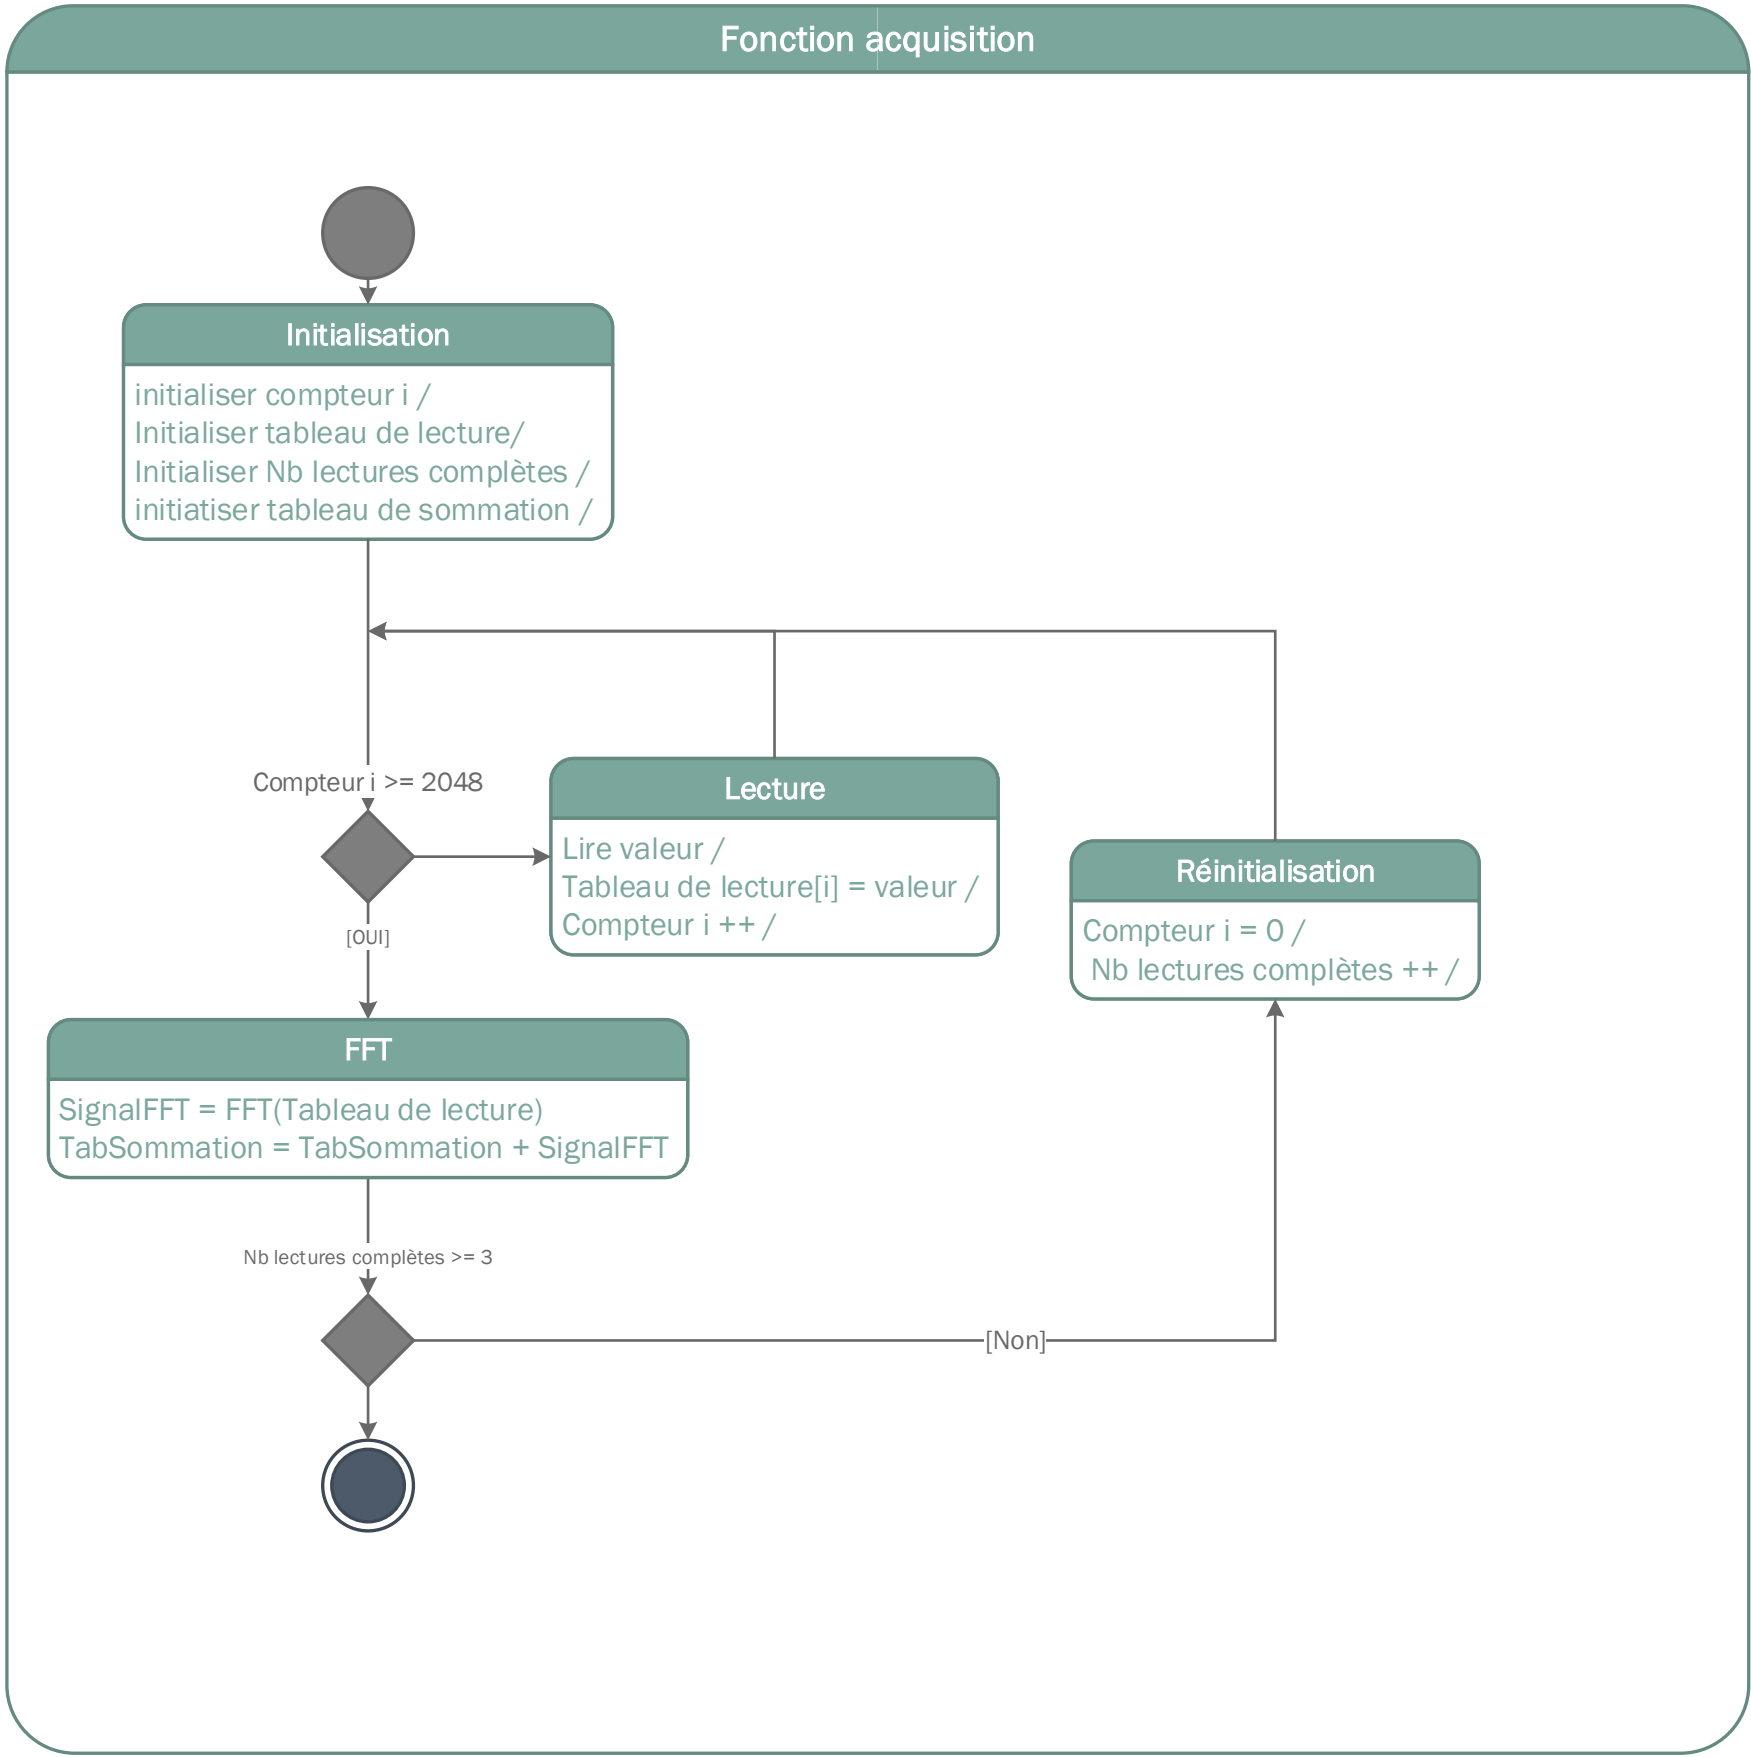 Fonction acquisition
Initialisation
initialiser compteur i /
Initialiser tableau de lecture/
Initialiser Nb lectures complètes /
initiatiser tableau de sommation /
Compteur i >= 2048
Lecture
Lire valeur /
Tableau de lecture[i] = valeur /
Compteur i ++ /
Réinitialisation
Compteur i = 0 /
Nb lectures complètes ++ /
[OUI]
FFT
SignalFFT = FFT(Tableau de lecture)
TabSommation = TabSommation + SignalFFT
Nb lectures complètes >= 3
[Non]